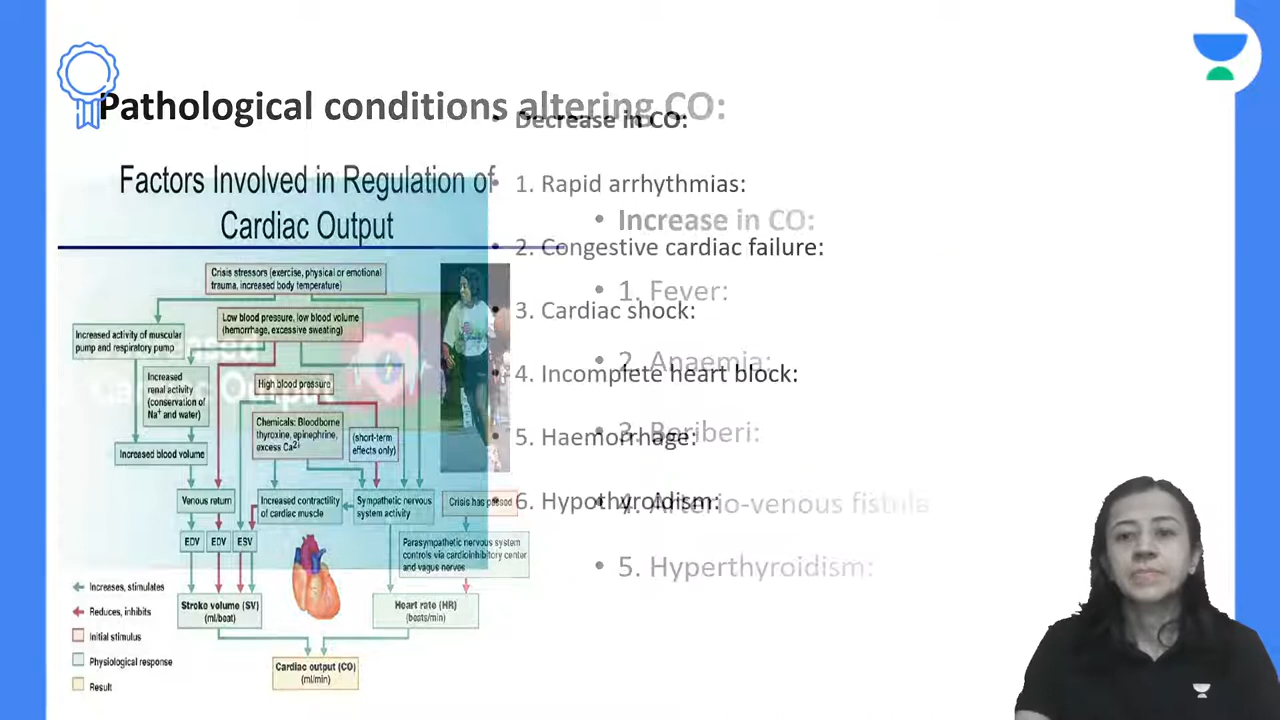 Pathological conditions altering CO:
Factors Involved in Regulation of
Cardiac Output
Crisis stressors (exercise, physical or emotional
trauma, increased body temperature)
Low blood pressure, low blood volume
(hemorrhage, excessive sweating)
Increased activity of muscular
pump and respiratory pump
Increased
renal activity
(conservation of
Na⁺ and water)
High blood pressure
Chemicals: Bloodborne
thyroxine, epinephrine,
excess Ca²⁺
(short-term
effects only)
Increased blood volume
Venous return
Increased contractility
of cardiac muscle
Sympathetic nervous
system activity
Crisis has passed
Parasympathetic nervous system
controls via cardioinhibitory center
and vagus nerves
EDV
EDV
ESV
Stroke volume (SV)
(ml/beat)
Heart rate (HR)
(beats/min)
Cardiac output (CO)
(ml/min)
Increases, stimulates
Reduces, inhibits
Initial stimulus
Physiological response
Result
Output
• Decrease in CO:
• 1. Rapid arrhythmias:
• 2. Congestive cardiac failure:
• 3. Cardiac shock:
• 4. Incomplete heart block:
• 5. Haemorrhage:
• 6. Hypothyroidism:
• Increase in CO:
• 1. Fever:
• 2. Anaemia:
• 3. Beriberi:
• 4. Arterio-venous fistula
• 5. Hyperthyroidism: